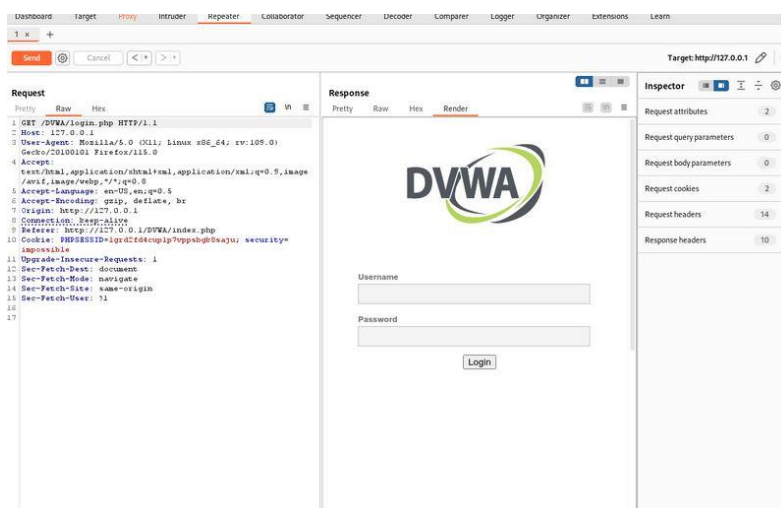 Dashboard Target Proxy Intruder Repeater Collaborator Sequencer Decoder Comparer Logger Organizer Extensions Learn
1 × +
Send Cancel < > Target: http://127.0.0.1
Request
Pretty Raw Hex \n
1 GET /DVWA/login.php HTTP/1.1
2 Host: 127.0.0.1
3 User-Agent: Mozilla/5.0 (X11; Linux x86_64; rv:109.0)
Gecko/20100101 Firefox/115.0
4 Accept:
text/html,application/xhtml+xml,application/xml;q=0.9,image
/avif,image/webp,*/*;q=0.8
5 Accept-Language: en-US,en;q=0.5
6 Accept-Encoding: gzip, deflate, br
7 Origin: http://127.0.0.1
8 Connection: keep-alive
9 Referer: http://127.0.0.1/DVWA/index.php
10 Cookie: security=
impossible
11 Upgrade-Insecure-Requests: 1
12 Sec-Fetch-Dest: document
13 Sec-Fetch-Mode: navigate
14 Sec-Fetch-Site: same-origin
15 Sec-Fetch-User: ?1
16
17
Response
Pretty Raw Hex Render \n
DVWA
Username
Password
Login
Inspector
Request attributes 2
Request query parameters 0
Request body parameters 0
Request cookies 2
Request headers 14
Response headers 10